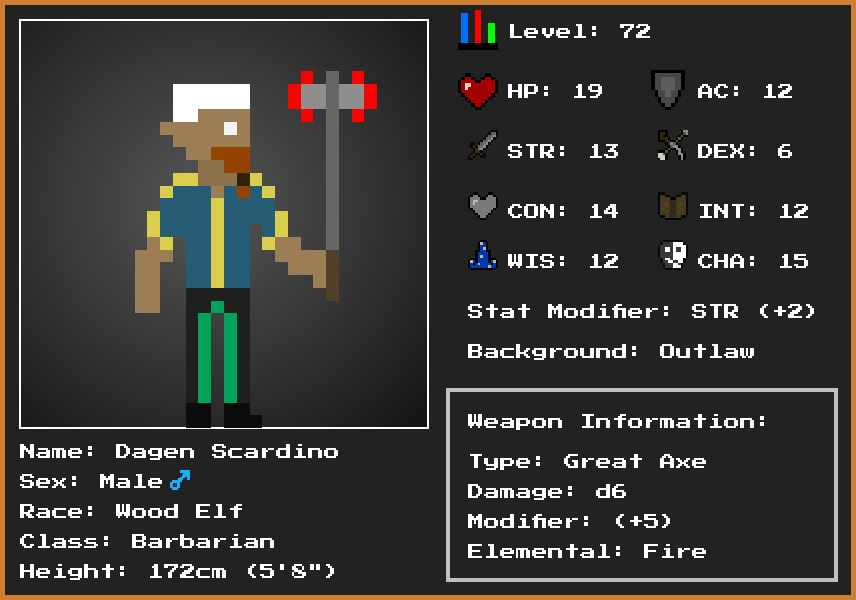 Level: 72
HP: 19 AC: 12
STR: 13 DEX: 6
CON: 14 INT: 12
WIS: 12 CHA: 15
Stat Modifier: STR (+2)
Background: Outlaw
Weapon Information:
Type: Great Axe
Damage: d6
Modifier: (+5)
Elemental: Fire
Name: Dagen Scardino
Sex: Male♂
Race: Wood Elf
Class: Barbarian
Height: 172cm (5'8")